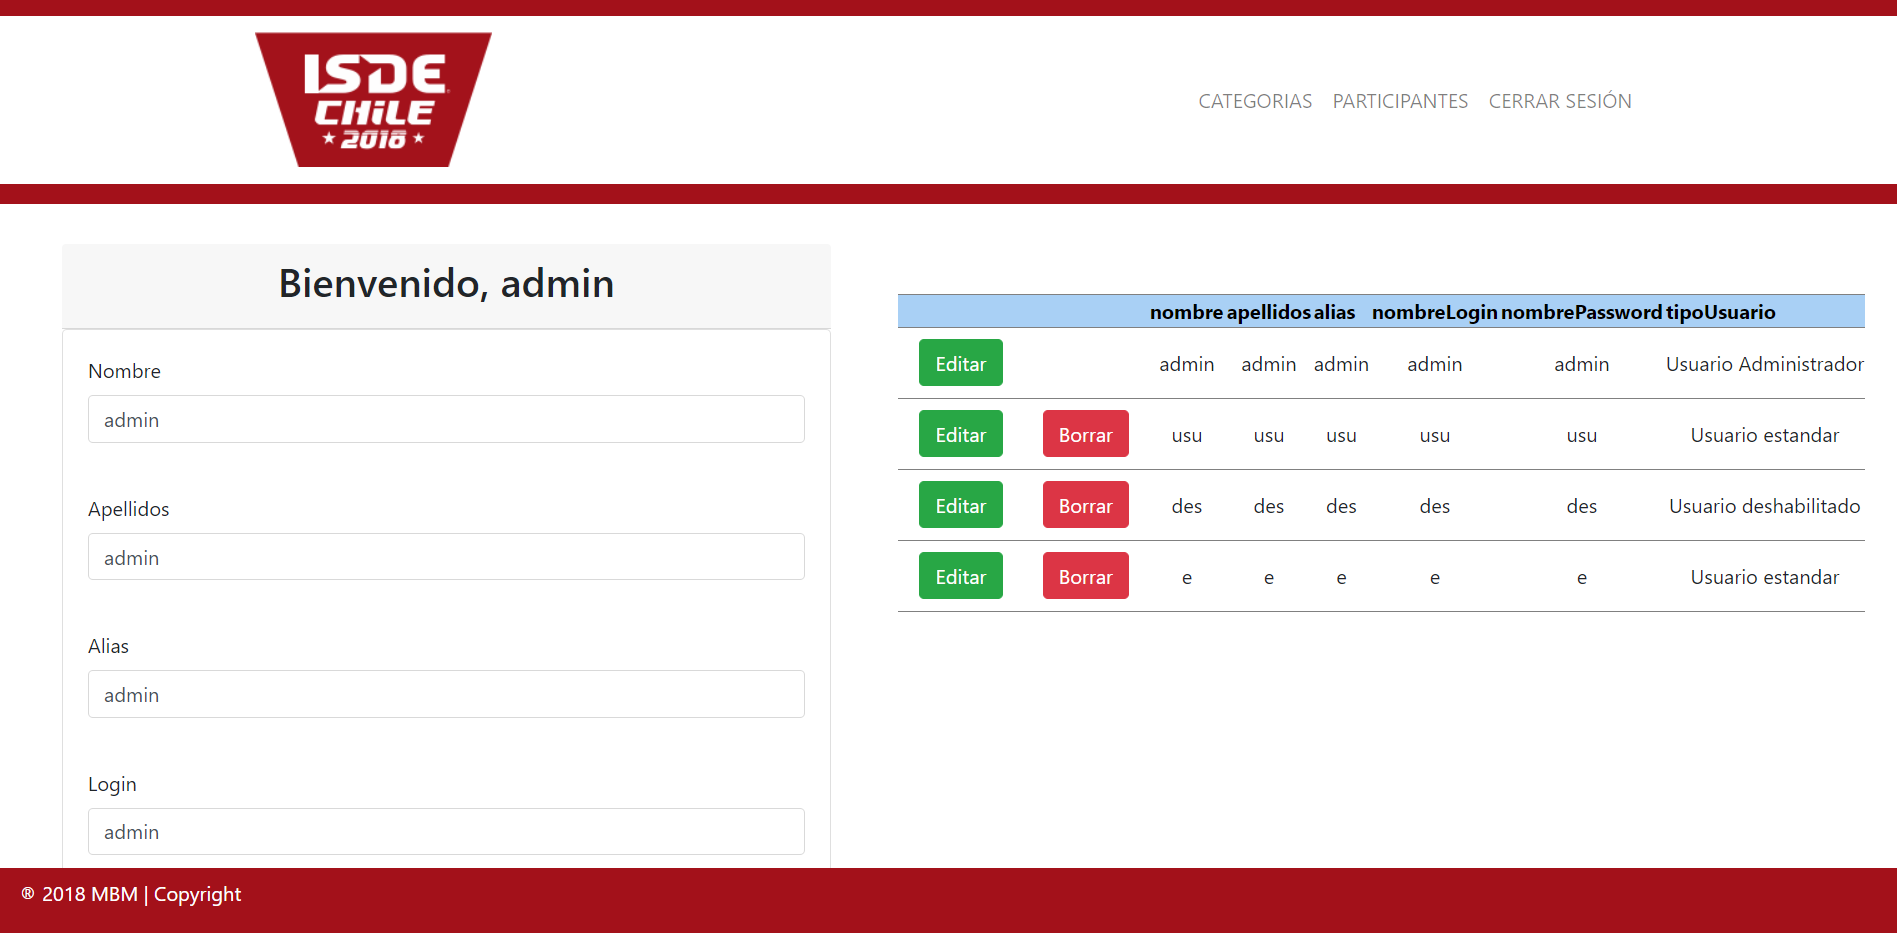 ISDE
CHILE
★ 2018 ★
CATEGORIAS PARTICIPANTES CERRAR SESIÓN
Bienvenido, admin
Nombre
admin
Apellidos
admin
Alias
admin
Login
admin
nombre apellidos alias nombreLogin nombrePassword tipoUsuario
Editar admin admin admin admin admin Usuario Administrador
Editar Borrar usu usu usu usu usu Usuario estandar
Editar Borrar des des des des des Usuario deshabilitado
Editar Borrar e e e e e Usuario estandar
® 2018 MBM | Copyright